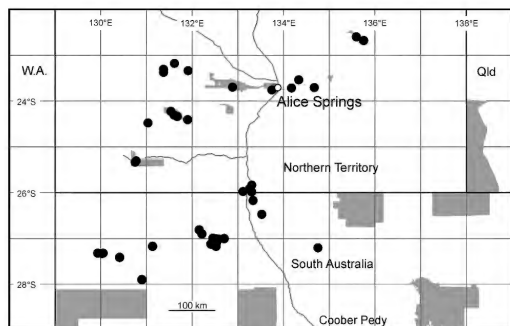 130°E 132°E 134°E 136°E 138°E
W.A. Qld
24°S
Alice Springs
Northern Territory
26°S
South Australia
28°S
100 km
Coober Pedy